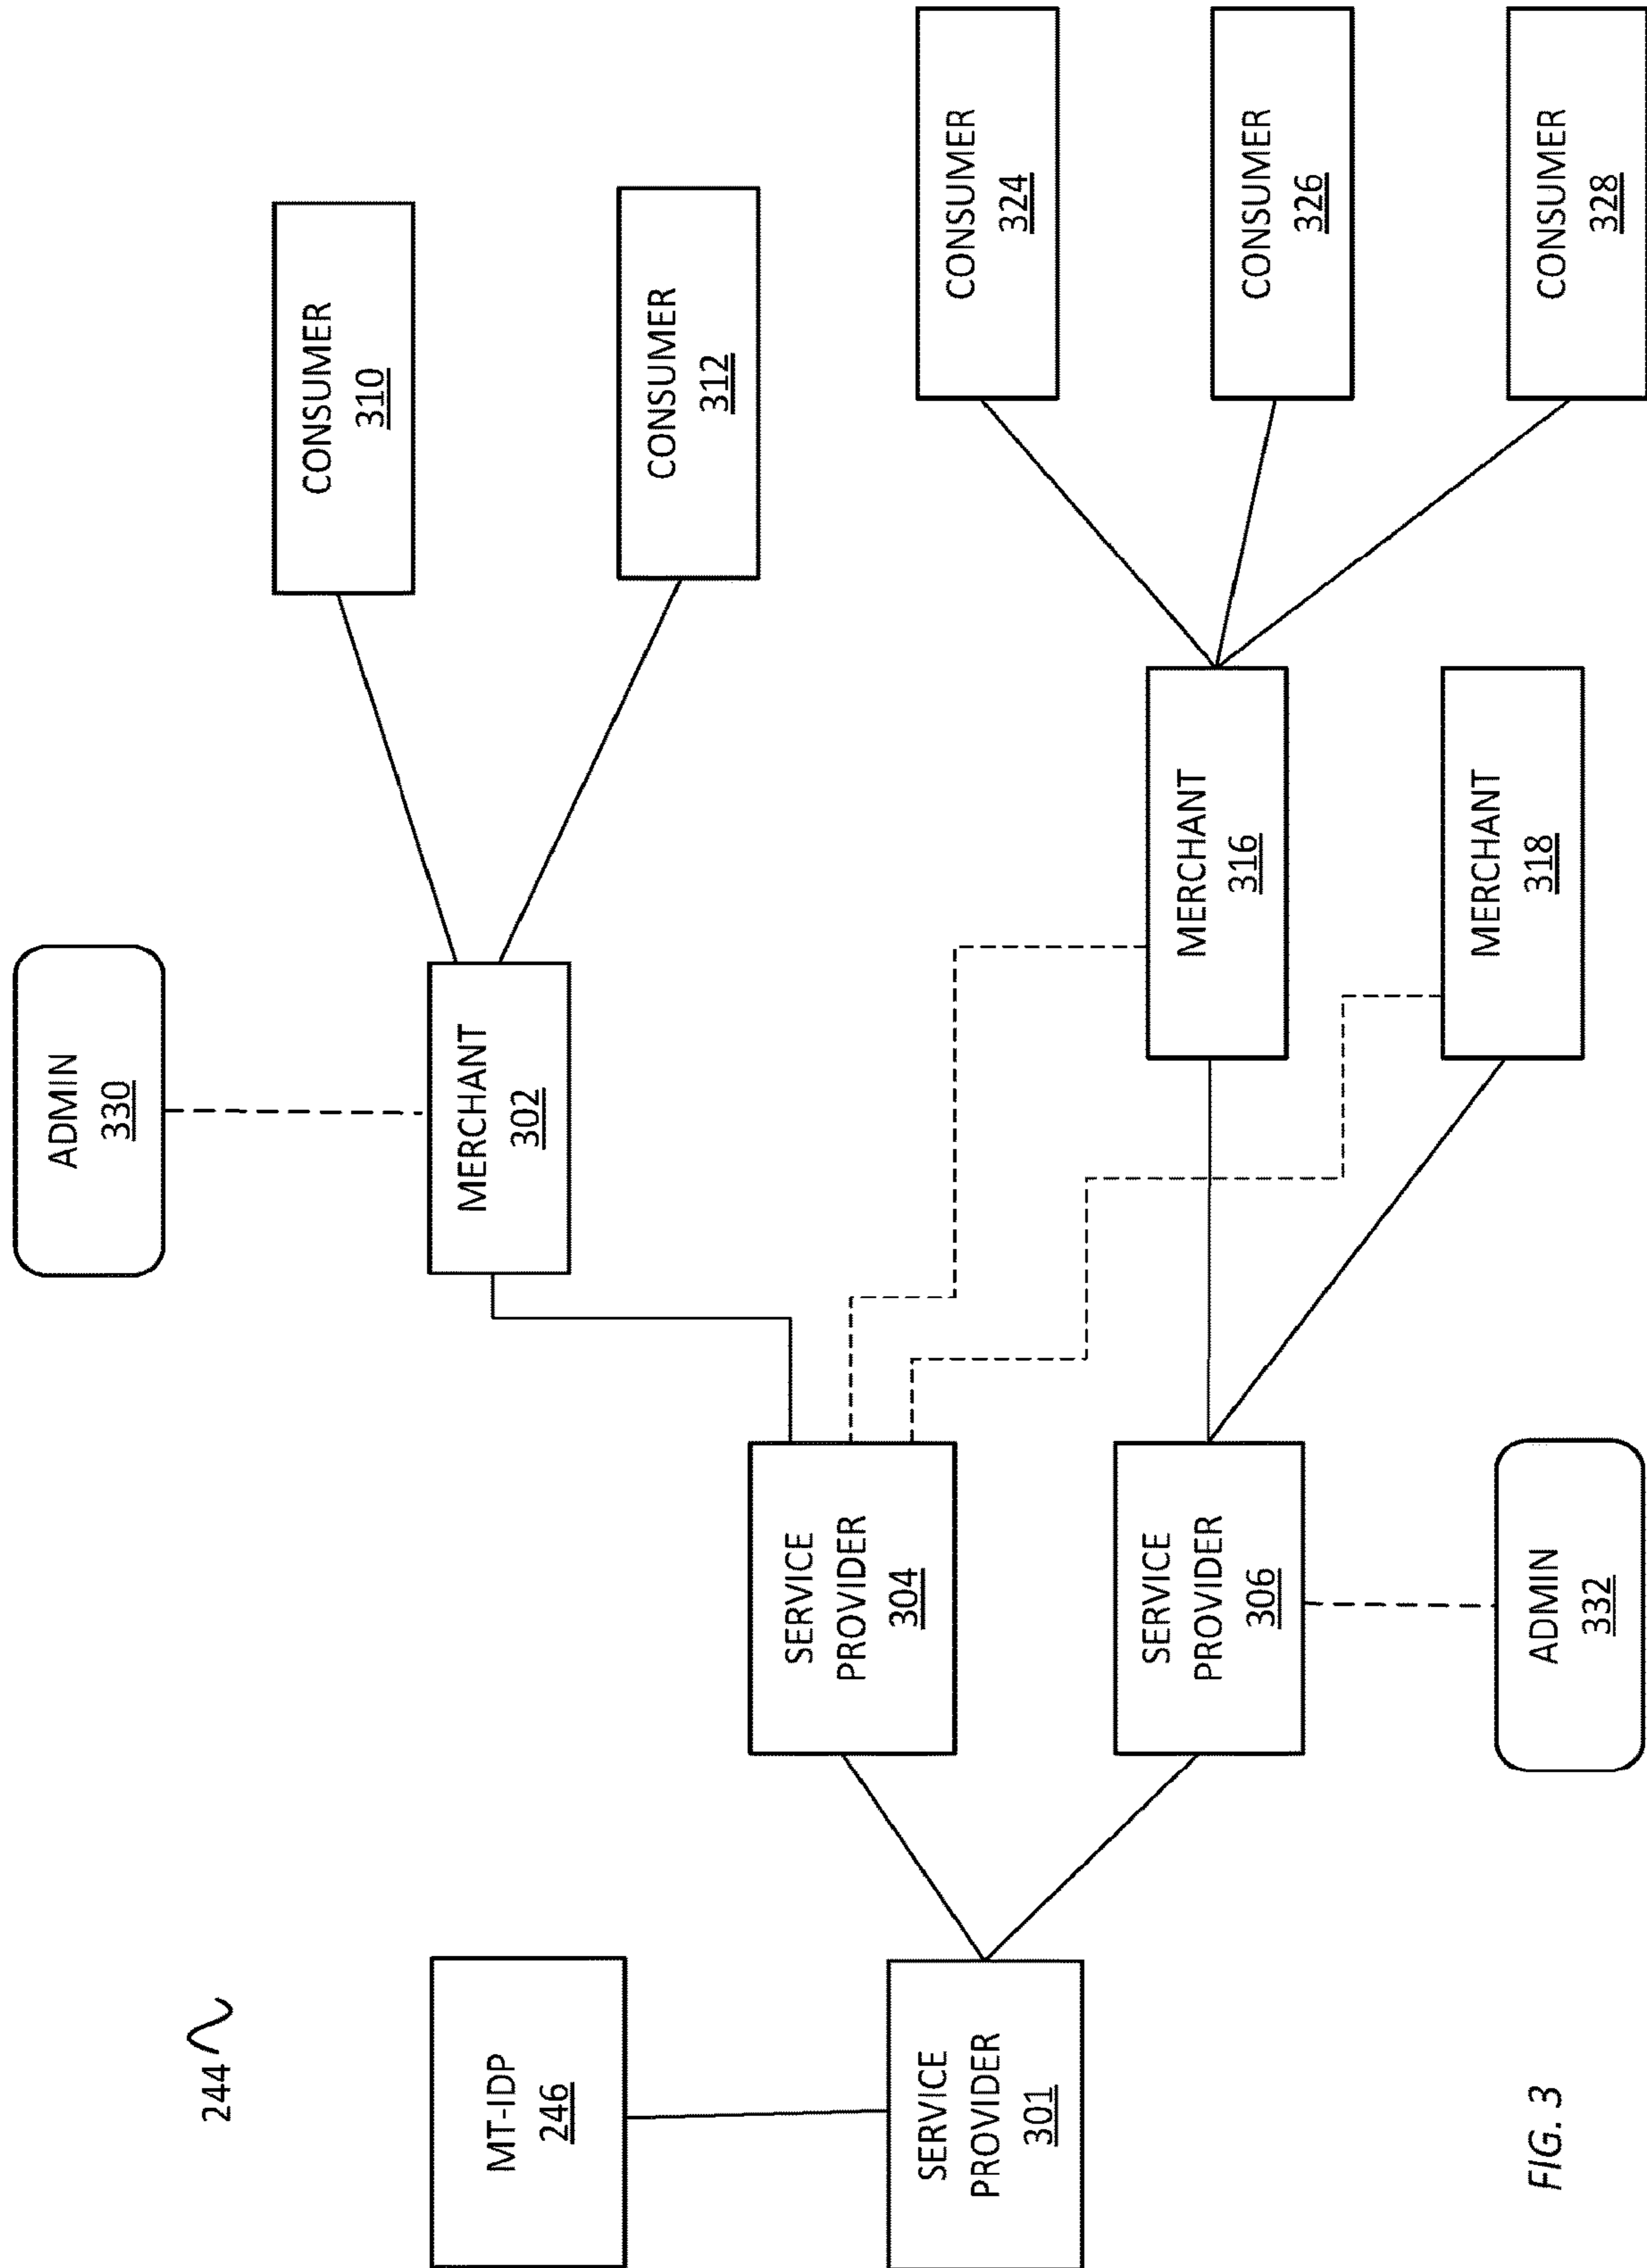 ADMIN
330
244
CONSUMER
310
MT-IDP
246
MERCHANT
302
CONSUMER
312
SERVICE
PROVIDER
304
SERVICE
PROVIDER
301
CONSUMER
324
SERVICE
PROVIDER
306
MERCHANT
316
CONSUMER
326
MERCHANT
318
FIG. 3
ADMIN
332
CONSUMER
328